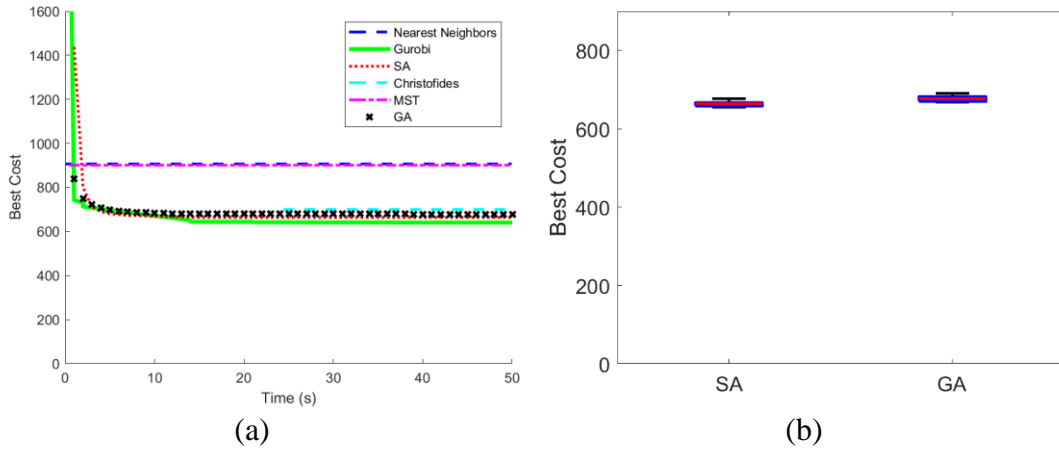 1600
1400
1200
1000
800
600
400
200
0
Best Cost
0 10 20 30 40 50
Time (s)
Nearest Neighbors
Gurobi
SA
Christofides
MST
GA
(a)
800
600
400
200
0
Best Cost
SA GA
(b)